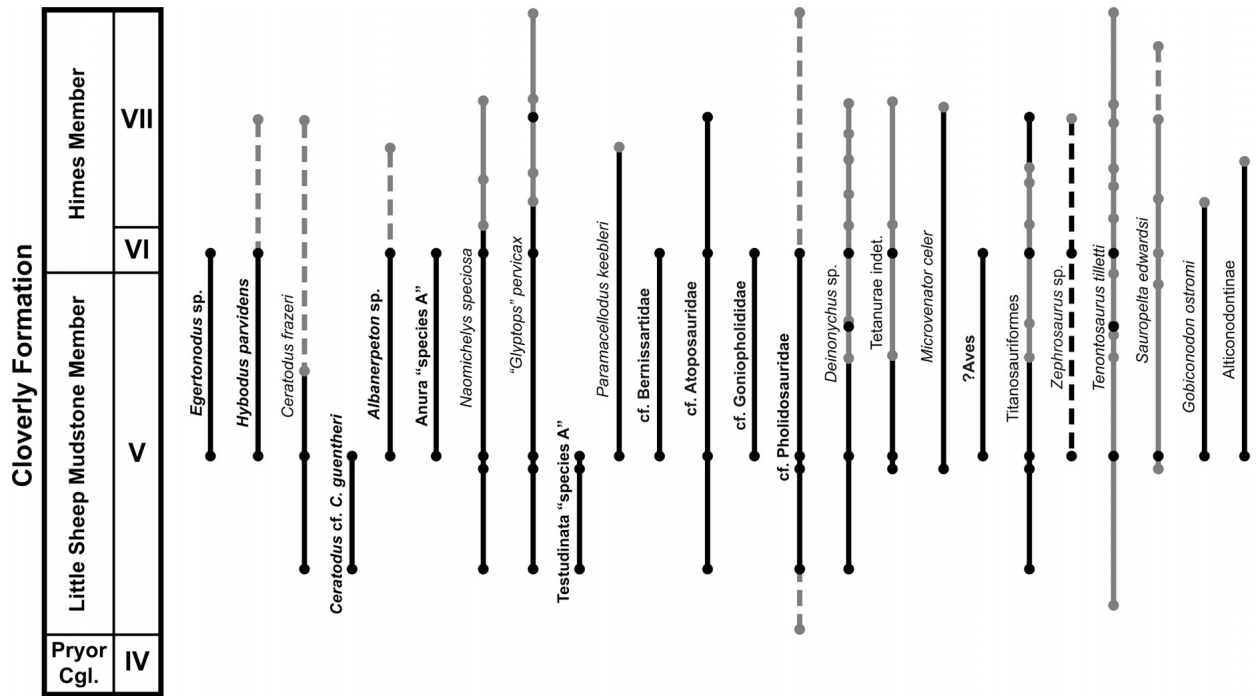 Cloverly Formation
Himes Member
Little Sheep Mudstone Member
Pryor
Cgl.
VII
VI
V
IV
Egertonodus sp.
Hybodus parvidens
Ceratodus frazeri
Ceratodus cf. C. guentheri
Albanerpeton sp.
Anura “species A”
Naomichelys speciosa
“Glyptops” pervicax
Testudinata “species A”
Paramacellodus keebleri
cf. Bernissartidae
cf. Atoposauridae
cf. Goniopholididae
cf. Pholidosauridae
Deinonychus sp.
Tetanurae indet.
Microvenator celer
?Aves
Titanosauriformes
Zephrosaurus sp.
Tenontosaurus tilletti
Sauropelta edwardsi
Gobiconodon ostromi
Alticonodontinae